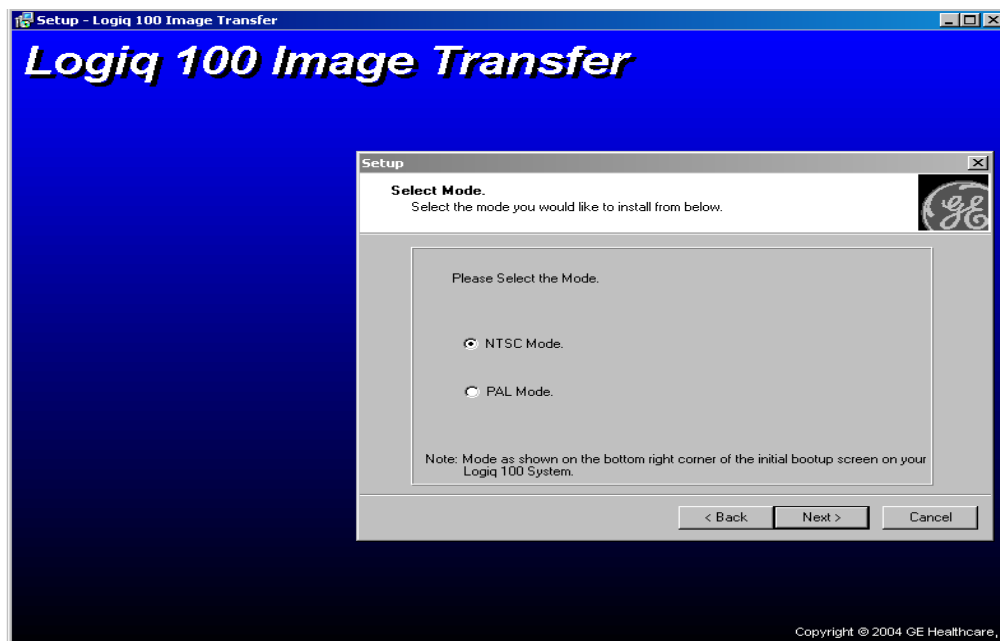 Setup - Logiq 100 Image Transfer
Logiq 100 Image Transfer
Setup
Select Mode.
Select the mode you would like to install from below.
GE
Please Select the Mode.
NTSC Mode.
PAL Mode.
Note: Mode as shown on the bottom right corner of the initial bootup screen on your
Logiq 100 System.
< Back
Next >
Cancel
Copyright © 2004 GE Healthcare,